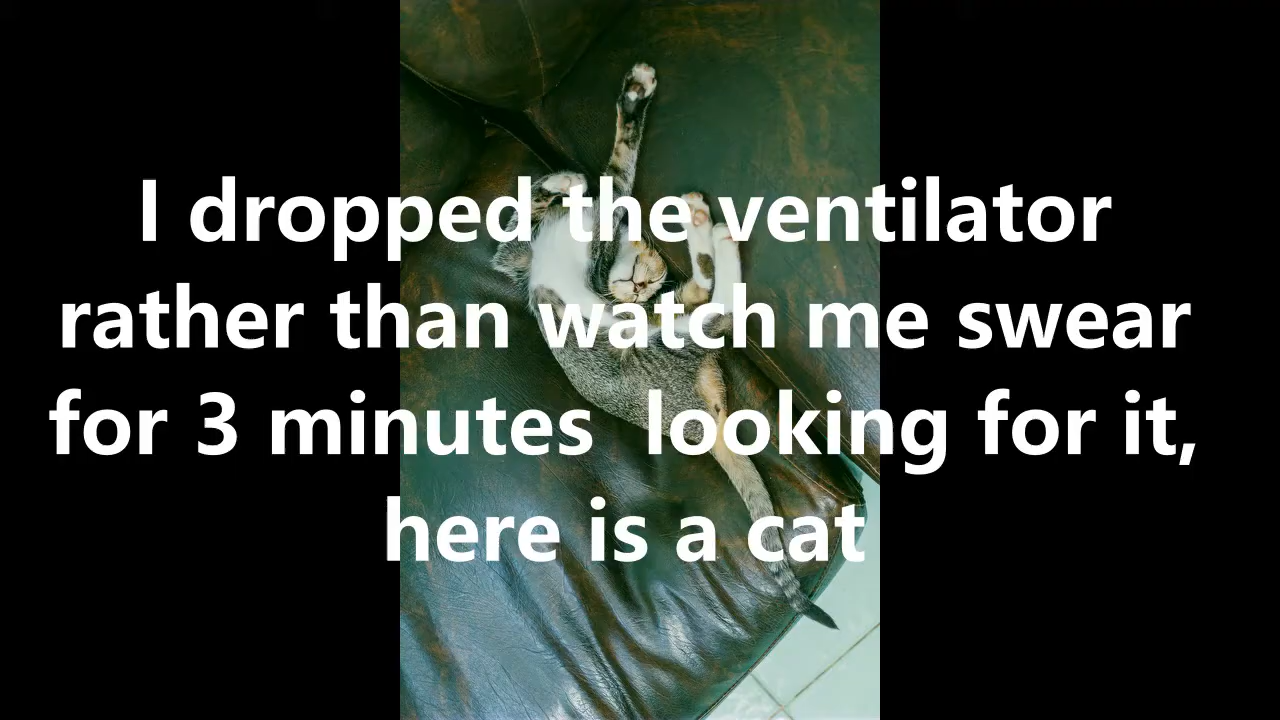 I dropped the ventilator
rather than watch me swear
for 3 minutes  looking for it,
here is a cat